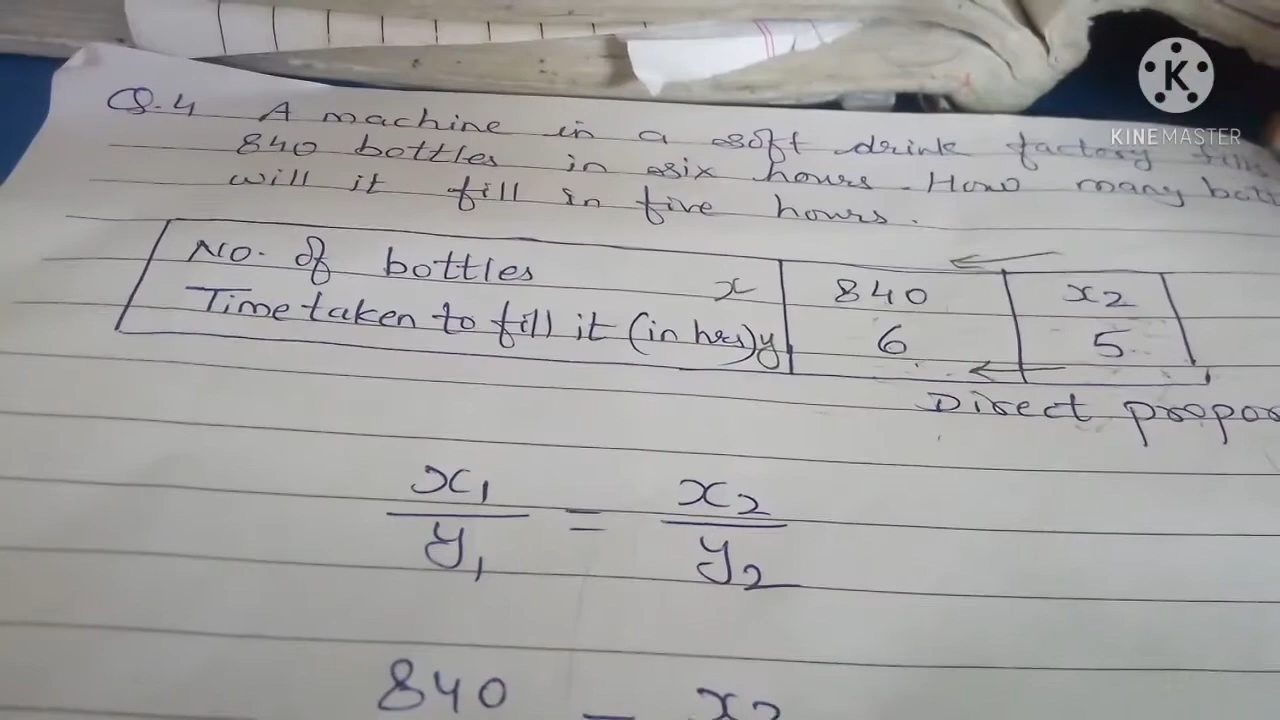 Q.4 A machine in a soft drink factory fills
840 bottles in six hours. How many
will it fill in five hours.
No. of bottles x 840 x2
Time taken to fill it (in hrs) y 6 5
Direct
x1 = x2
y1 y2
840 = x2
K
KINEMASTER